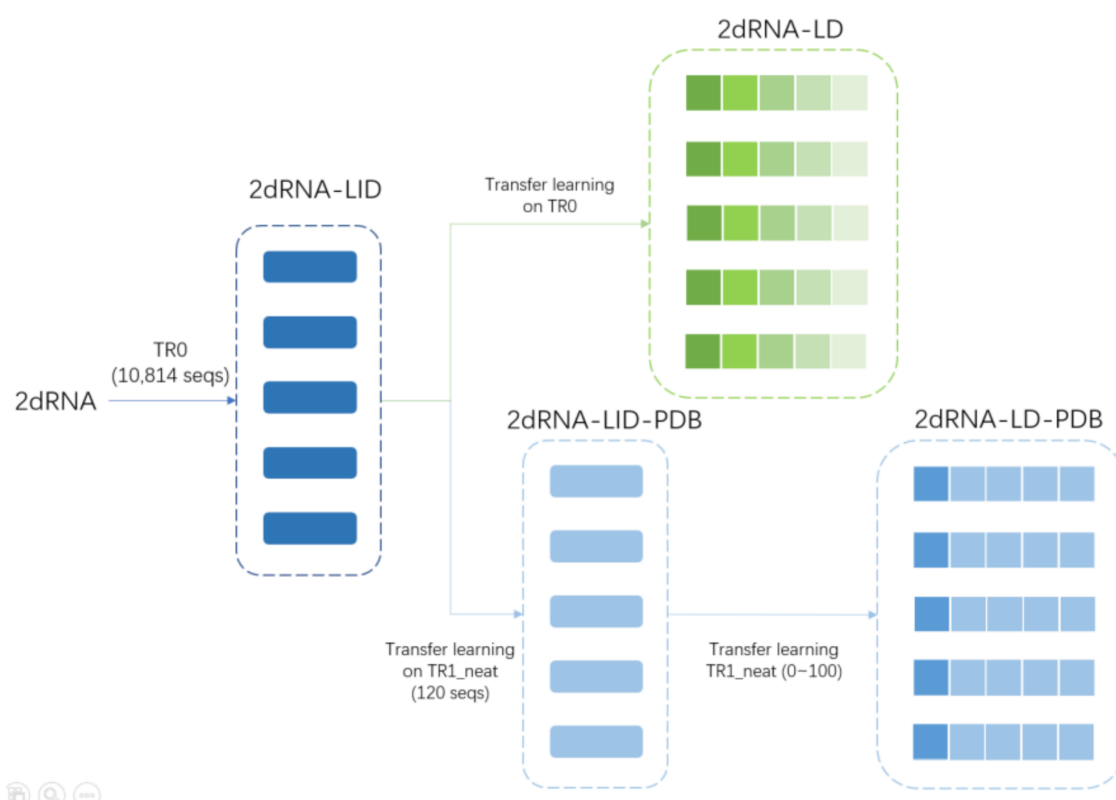 2dRNA-LD
2dRNA-LID
Transfer learning
on TR0
TR0
(10,814 seqs)
2dRNA
2dRNA-LID-PDB
2dRNA-LD-PDB
Transfer learning
on TR1_neat
(120 seqs)
Transfer learning
TR1_neat (0–100)